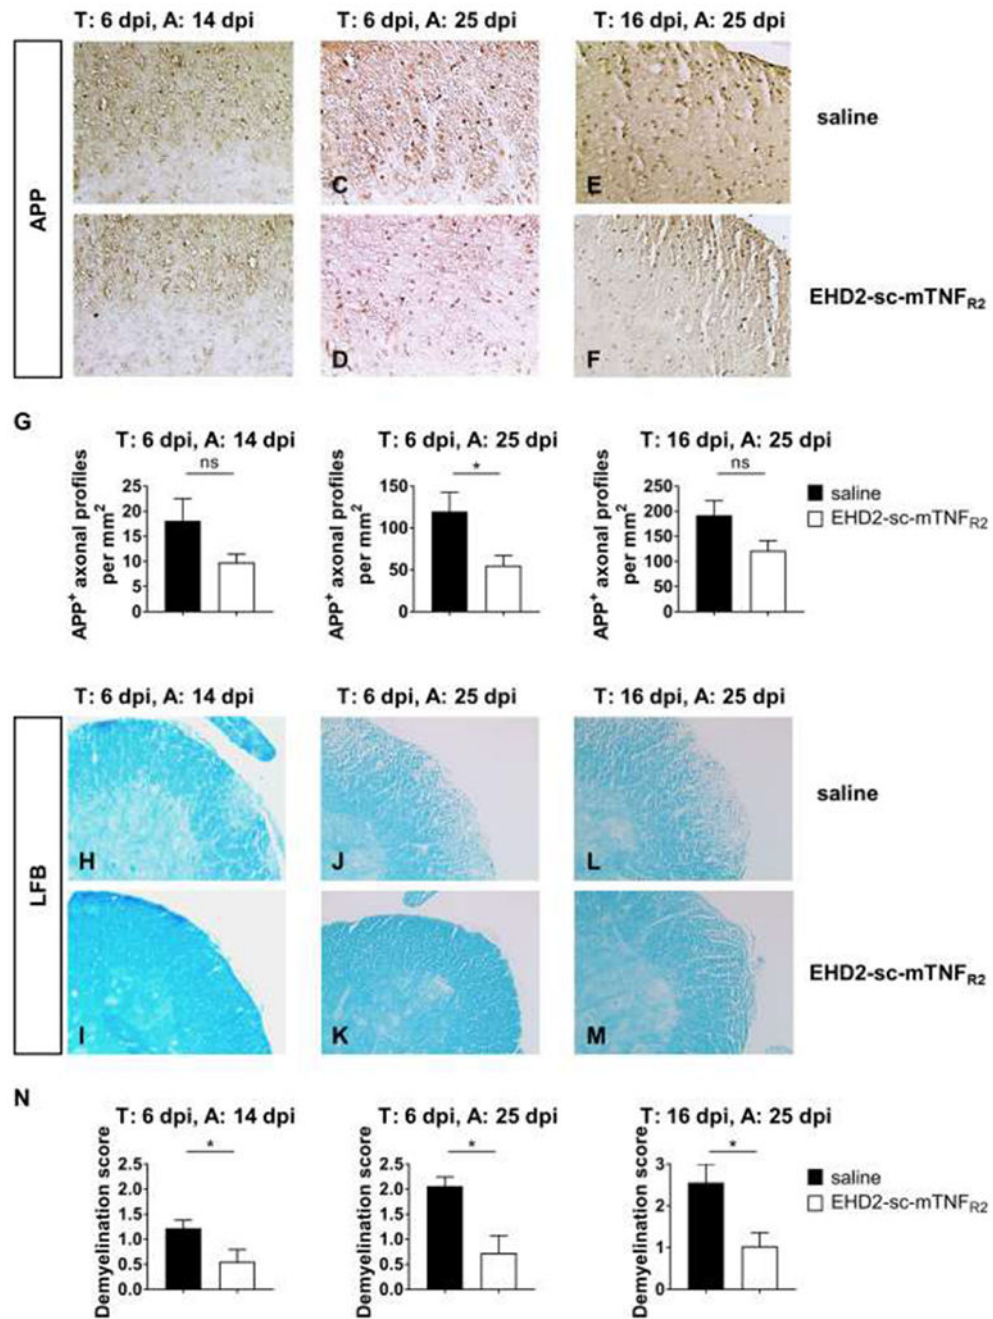 T: 6 dpi, A: 14 dpi
T: 6 dpi, A: 25 dpi
T: 16 dpi, A: 25 dpi
APP
C
E
saline
D
F
EHD2-sc-mTNFR2
G
T: 6 dpi, A: 14 dpi
T: 6 dpi, A: 25 dpi
T: 16 dpi, A: 25 dpi
APP+ axonal profiles
per mm2
ns
25
20
15
10
5
0
APP+ axonal profiles
per mm2
*
150
100
50
0
APP+ axonal profiles
per mm2
ns
250
200
150
100
50
0
saline
EHD2-sc-mTNFR2
T: 6 dpi, A: 14 dpi
T: 6 dpi, A: 25 dpi
T: 16 dpi, A: 25 dpi
LFB
H
J
L
saline
I
K
M
EHD2-sc-mTNFR2
N
T: 6 dpi, A: 14 dpi
T: 6 dpi, A: 25 dpi
T: 16 dpi, A: 25 dpi
Demyelination score
*
2.5
2.0
1.5
1.0
0.5
0.0
Demyelination score
*
2.5
2.0
1.5
1.0
0.5
0.0
Demyelination score
*
3
2
1
0
saline
EHD2-sc-mTNFR2